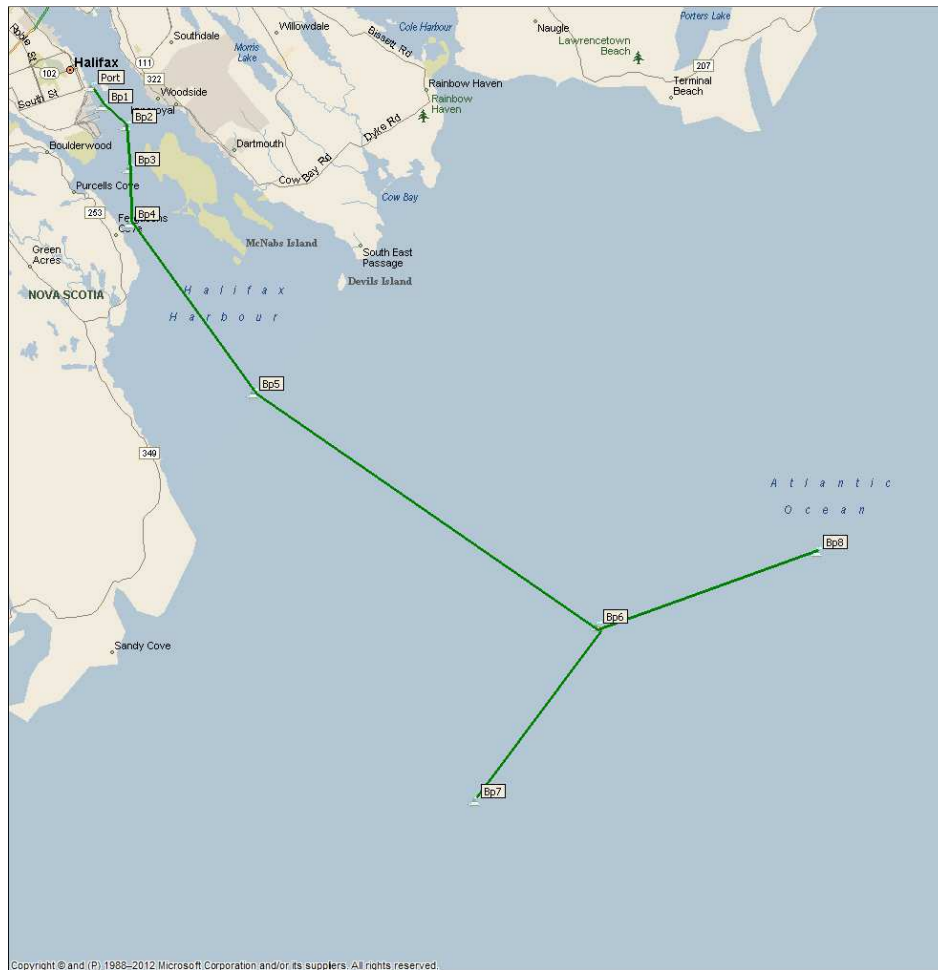 Porters Lake
Cole Harbour
Naugle
Willowdale
Southdale
Morris
Lake
Bissett Rd
Lawrencetown
Beach
207
111
Halifax
102
Port
322
Rainbow Haven
Terminal
Beach
South St
Bp1
Woodside
Rainbow
Haven
Bp2
Dyke Rd
Boulderwood
Dartmouth
Bp3
Cow Bay Rd
Purcells Cove
Cow Bay
253
Bp4
Cove
McNabs Island
Green
Acres
South East
Passage
Devils Island
NOVA SCOTIA
Halifax
Harbour
Bp5
349
Atlantic
Ocean
Bp8
Bp6
Sandy Cove
Bp7
Copyright © and (P) 1988–2012 Microsoft Corporation and/or its suppliers. All rights reserved.